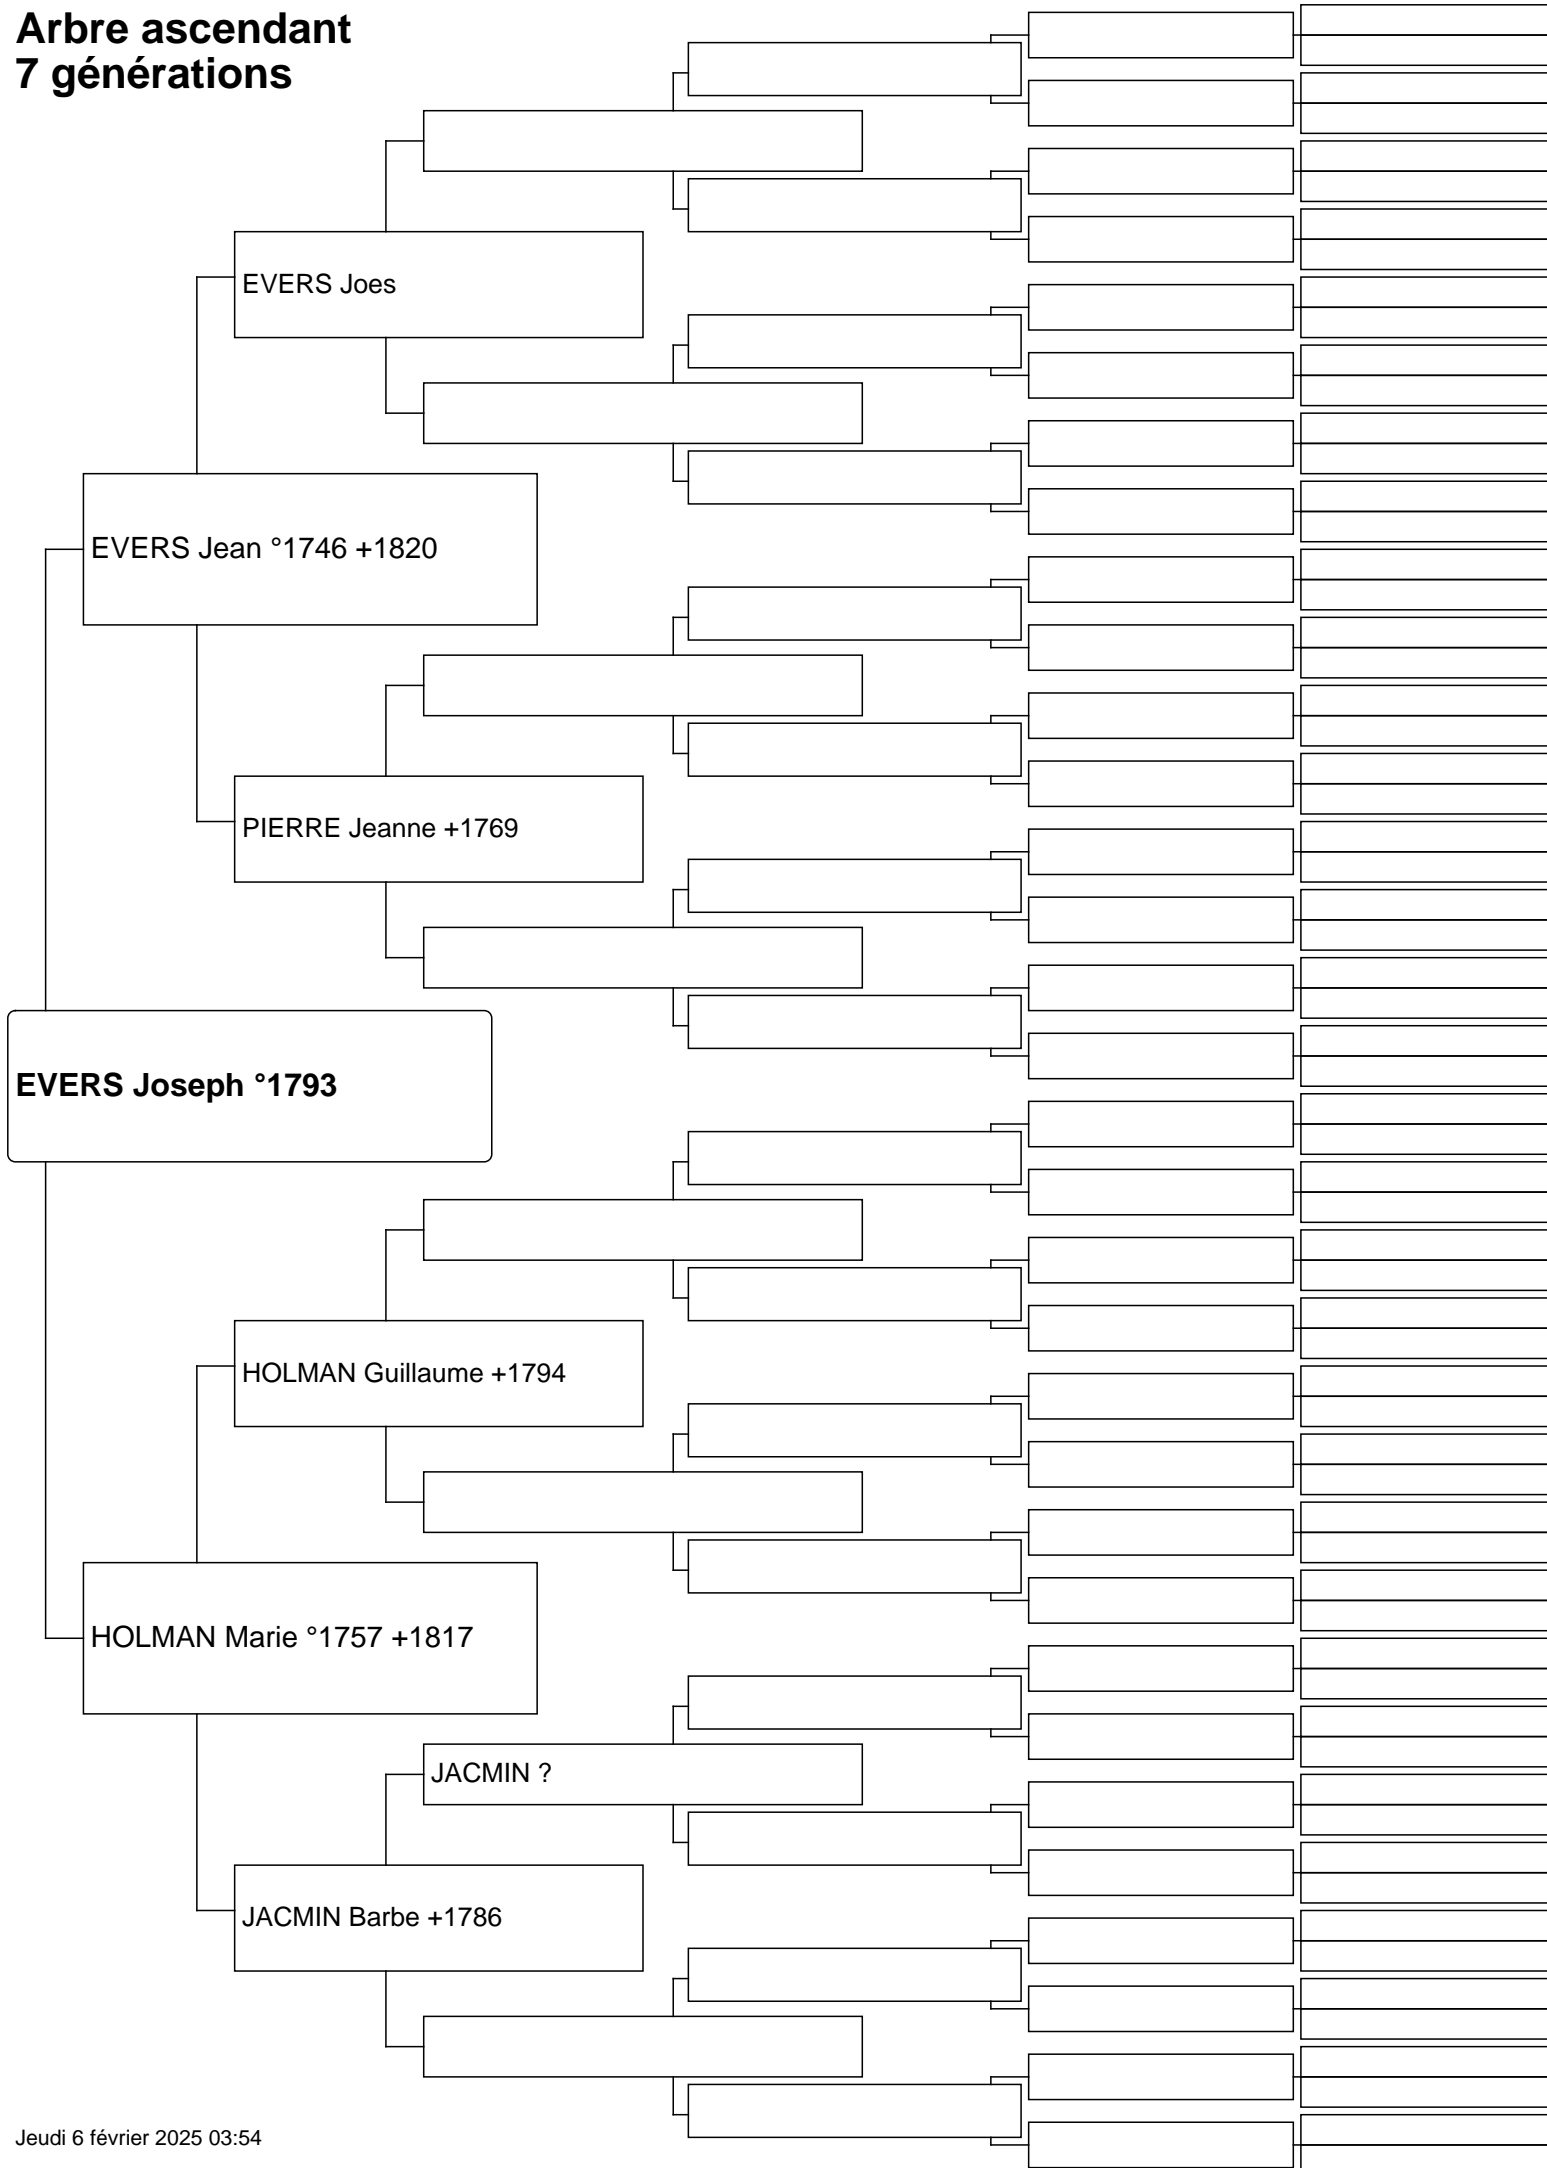 Arbre ascendant
7 générations
EVERS Joes
EVERS Jean °1746 +1820
PIERRE Jeanne +1769
EVERS Joseph °1793
HOLMAN Guillaume +1794
HOLMAN Marie °1757 +1817
JACMIN ?
JACMIN Barbe +1786
Jeudi 6 février 2025 03:54